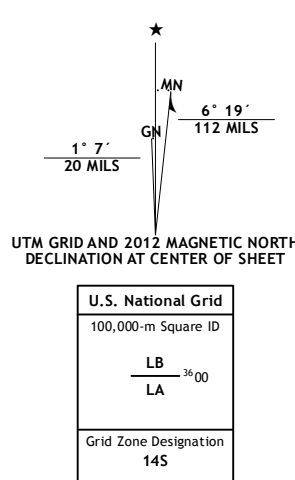 ★
MN
6° 19´
112 MILS
GN
1° 7´
20 MILS
UTM GRID AND 2012 MAGNETIC NORTH
DECLINATION AT CENTER OF SHEET
U.S. National Grid
100,000-m Square ID
LB
3600
LA
Grid Zone Designation
14S